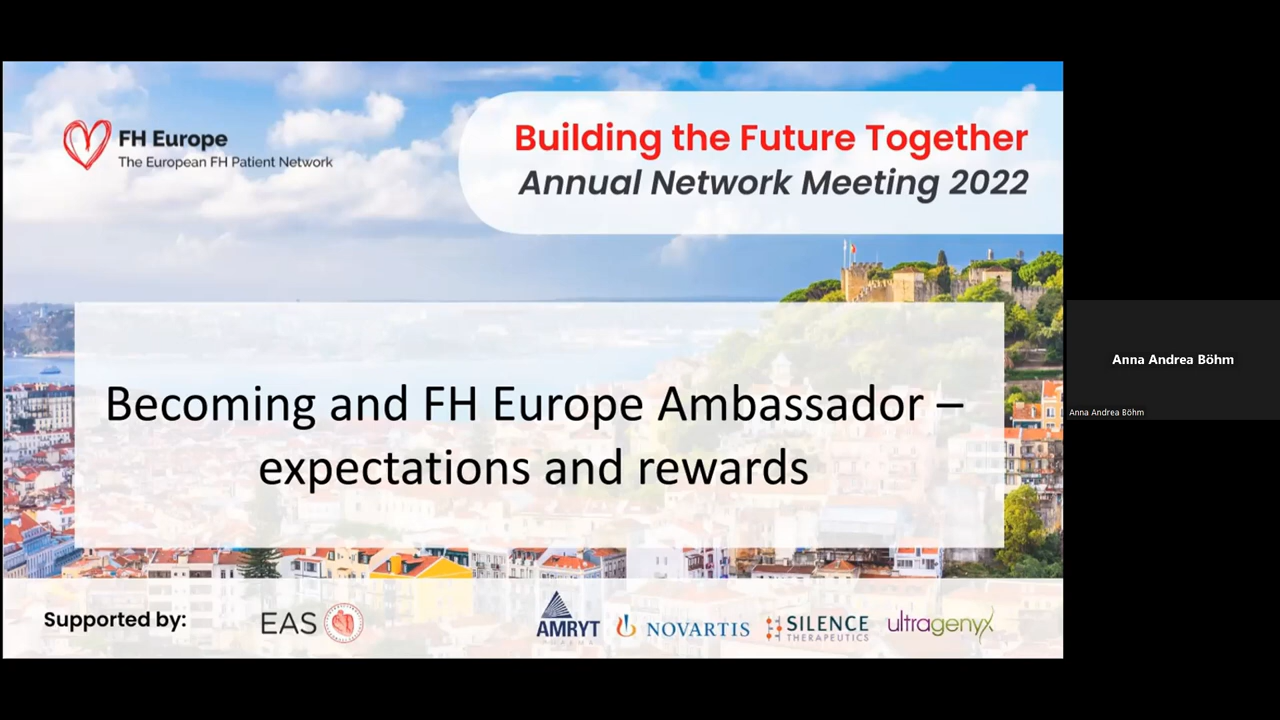 FH Europe
The European FH Patient Network
Building the Future Together
Annual Network Meeting 2022
Becoming and FH Europe Ambassador –
expectations and rewards
Anna Andrea Böhm
Anna Andrea Böhm
Supported by:
EAS
AMRYT
PHARMA
NOVARTIS
SILENCE
THERAPEUTICS
ultragenyx